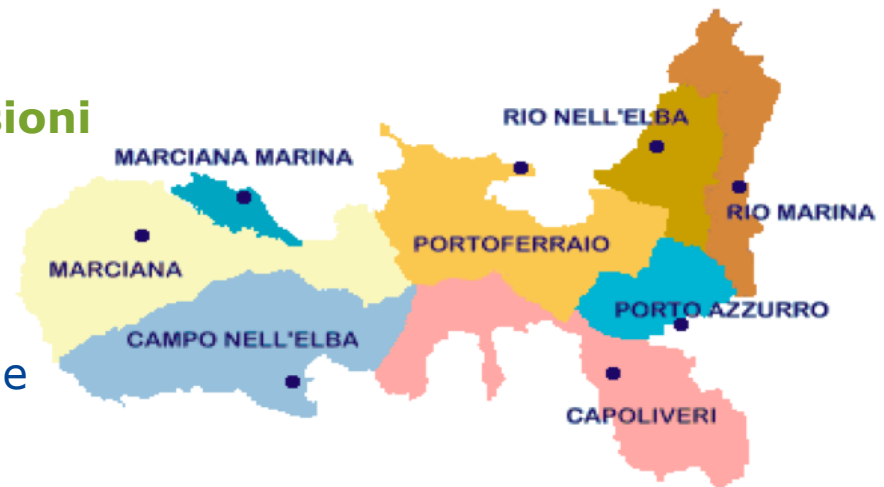 sioni
RIO NELL'ELBA
MARCIANA MARINA
RIO MARINA
PORTOFERRAIO
MARCIANA
PORTO AZZURRO
CAMPO NELL'ELBA
e
CAPOLIVERI